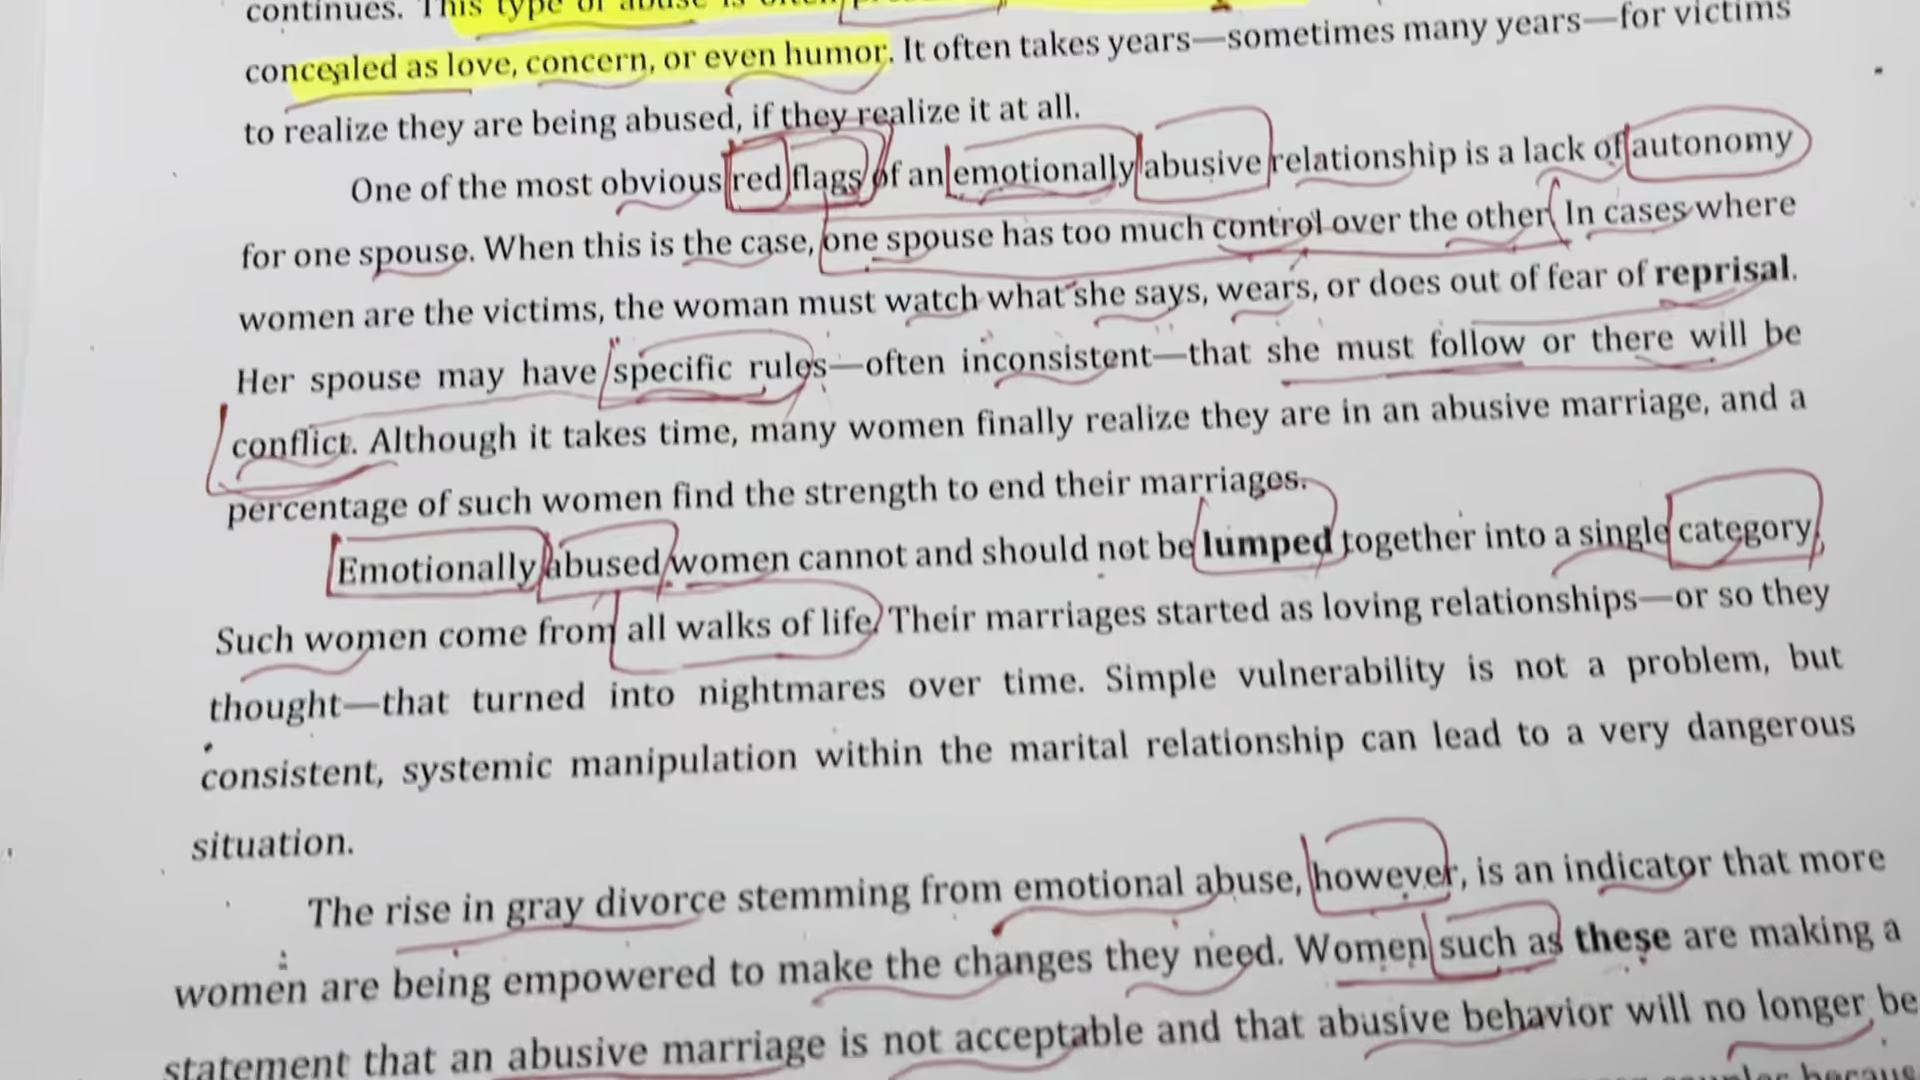 continues. This type of abuse is often
concealed as love, concern, or even humor. It often takes years—sometimes many years—for victims
to realize they are being abused, if they realize it at all.
One of the most obvious red flags of an emotionally abusive relationship is a lack of autonomy
for one spouse. When this is the case, one spouse has too much control over the other. In cases where
women are the victims, the woman must watch what she says, wears, or does out of fear of reprisal.
Her spouse may have specific rules—often inconsistent—that she must follow or there will be
conflict. Although it takes time, many women finally realize they are in an abusive marriage, and a
percentage of such women find the strength to end their marriages.
Emotionally abused women cannot and should not be lumped together into a single category.
Such women come from all walks of life. Their marriages started as loving relationships—or so they
thought—that turned into nightmares over time. Simple vulnerability is not a problem, but
consistent, systemic manipulation within the marital relationship can lead to a very dangerous
situation.
The rise in gray divorce stemming from emotional abuse, however, is an indicator that more
women are being empowered to make the changes they need. Women such as these are making a
statement that an abusive marriage is not acceptable and that abusive behavior will no longer be